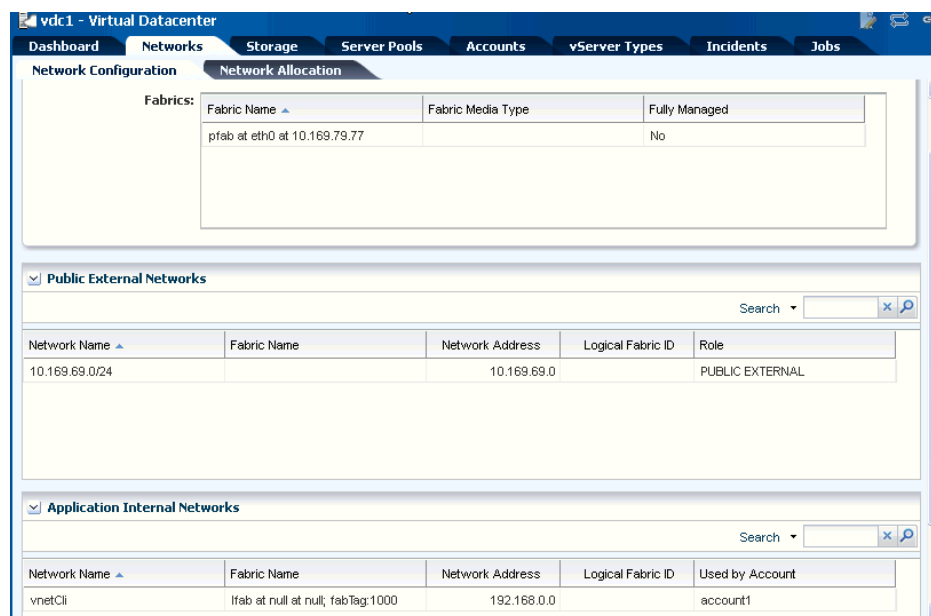 vdc1 - Virtual Datacenter
Dashboard Networks Storage Server Pools Accounts vServer Types Incidents Jobs
Network Configuration Network Allocation
Fabrics:
Fabric Name Fabric Media Type Fully Managed
pfab at eth0 at 10.169.79.77 No
Public External Networks
Search
Network Name Fabric Name Network Address Logical Fabric ID Role
10.169.69.0/24 10.169.69.0 PUBLIC EXTERNAL
Application Internal Networks
Search
Network Name Fabric Name Network Address Logical Fabric ID Used by Account
vnetCli lfab at null at null; fabTag:1000 192.168.0.0 account1